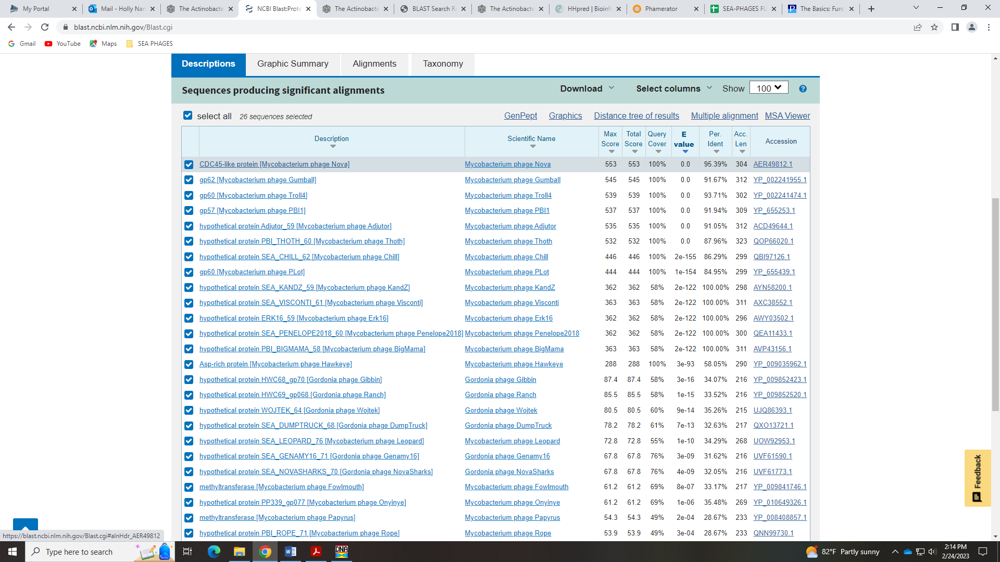 My Portal
Mail - Holly Nan
The Actinobacte
NCBI Blast:Prote
The Actinobacte
BLAST Search Re
The Actinobacte
HHpred | Bioinf
Phamerator
SEA-PHAGES FU
The Basics: Func
blast.ncbi.nlm.nih.gov/Blast.cgi
Gmail YouTube Maps SEA PHAGES
Descriptions Graphic Summary Alignments Taxonomy
Sequences producing significant alignments Download Select columns Show 100 ?
select all 26 sequences selected GenPept Graphics Distance tree of results Multiple alignment MSA Viewer
Description Scientific Name Max Score Total Score Query Cover E value Per. Ident Acc. Len Accession
CDC45-like protein [Mycobacterium phage Nova] Mycobacterium phage Nova 553 553 100% 0.0 95.39% 304 AER49812.1
gp62 [Mycobacterium phage Gumball] Mycobacterium phage Gumball 545 545 100% 0.0 91.67% 312 YP_002241955.1
gp60 [Mycobacterium phage Troll4] Mycobacterium phage Troll4 539 539 100% 0.0 93.71% 302 YP_002241474.1
gp57 [Mycobacterium phage PBI1] Mycobacterium phage PBI1 537 537 100% 0.0 91.94% 309 YP_655253.1
hypothetical protein Adjutor_59 [Mycobacterium phage Adjutor] Mycobacterium phage Adjutor 535 535 100% 0.0 91.05% 312 ACD49644.1
hypothetical protein PBI_THOTH_60 [Mycobacterium phage Thoth] Mycobacterium phage Thoth 532 532 100% 0.0 87.96% 323 QOP66020.1
hypothetical protein SEA_CHILL_62 [Mycobacterium phage Chill] Mycobacterium phage Chill 446 446 100% 2e-155 86.29% 299 QBI97126.1
gp60 [Mycobacterium phage PLot] Mycobacterium phage PLot 444 444 100% 1e-154 84.95% 299 YP_655439.1
hypothetical protein SEA_KANDZ_59 [Mycobacterium phage KandZ] Mycobacterium phage KandZ 362 362 58% 2e-122 100.00% 298 AYN58200.1
hypothetical protein SEA_VISCONTI_61 [Mycobacterium phage Visconti] Mycobacterium phage Visconti 363 363 58% 2e-122 100.00% 311 AXC38552.1
hypothetical protein ERK16_59 [Mycobacterium phage Erk16] Mycobacterium phage Erk16 362 362 58% 2e-122 100.00% 296 AWY03502.1
hypothetical protein SEA_PENELOPE2018_60 [Mycobacterium phage Penelope2018] Mycobacterium phage Penelope2018 362 362 58% 2e-122 100.00% 300 QEA11433.1
hypothetical protein PBI_BIGMAMA_58 [Mycobacterium phage BigMama] Mycobacterium phage BigMama 363 363 58% 2e-122 100.00% 311 AVP43156.1
Asp-rich protein [Mycobacterium phage Hawkeye] Mycobacterium phage Hawkeye 288 288 100% 3e-93 58.05% 290 YP_009035962.1
hypothetical protein HWC68_gp70 [Gordonia phage Gibbin] Gordonia phage Gibbin 87.4 87.4 58% 3e-16 34.07% 216 YP_009852423.1
hypothetical protein HWC69_gp068 [Gordonia phage Ranch] Gordonia phage Ranch 85.5 85.5 58% 1e-15 33.52% 216 YP_009852520.1
hypothetical protein WOJTEK_64 [Gordonia phage Wojtek] Gordonia phage Wojtek 80.5 80.5 60% 9e-14 35.26% 215 UJQ86393.1
hypothetical protein SEA_DUMPTRUCK_68 [Gordonia phage DumpTruck] Gordonia phage DumpTruck 78.2 78.2 61% 7e-13 32.63% 217 QXO13721.1
hypothetical protein SEA_LEOPARD_76 [Mycobacterium phage Leopard] Mycobacterium phage Leopard 72.8 72.8 55% 1e-10 34.29% 268 UOW92953.1
hypothetical protein SEA_GENAMY16_71 [Gordonia phage Genamy16] Gordonia phage Genamy16 67.8 67.8 76% 3e-09 31.62% 216 UVF61590.1
hypothetical protein SEA_NOVASHARKS_70 [Gordonia phage NovaSharks] Gordonia phage NovaSharks 67.8 67.8 76% 4e-09 32.05% 216 UVF61773.1
methyltransferase [Mycobacterium phage Fowlmouth] Mycobacterium phage Fowlmouth 61.2 61.2 69% 8e-07 33.17% 217 YP_009841746.1
hypothetical protein PP339_gp077 [Mycobacterium phage Onyinye] Mycobacterium phage Onyinye 61.2 61.2 69% 1e-06 35.48% 269 YP_010649326.1
methyltransferase [Mycobacterium phage Papyrus] Mycobacterium phage Papyrus 54.3 54.3 49% 2e-04 28.67% 233 YP_008408857.1
hypothetical protein PBI_ROPE_71 [Mycobacterium phage Rope] Mycobacterium phage Rope 53.9 53.9 49% 3e-04 28.67% 233 QNN99730.1
Feedback
https://blast.ncbi.nlm.nih.gov/Blast.cgi#alnHdr_AER49812
Type here to search
DNA
82°F Partly sunny
2:14 PM
2/24/2023